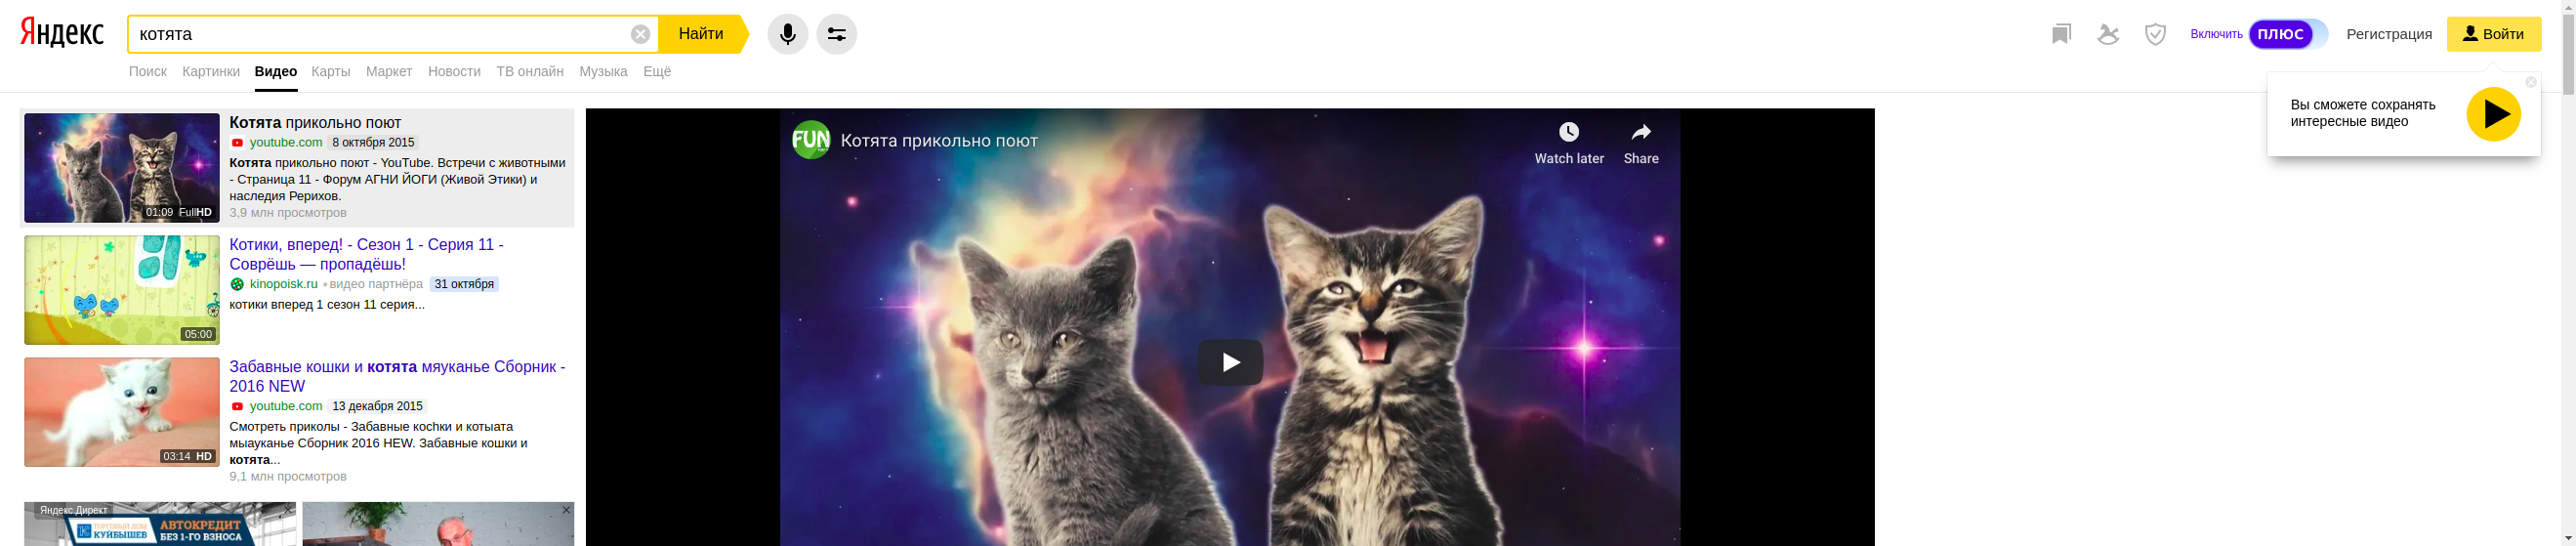 Яндекс
котята
Найти
Включить
плюс
Регистрация
Войти
Поиск Картинки Видео Карты Маркет Новости ТВ онлайн Музыка Ещё
Вы сможете сохранять
интересные видео
Котята прикольно поют
youtube.com 8 октября 2015
Котята прикольно поют - YouTube. Встречи с животными
- Страница 11 - Форум АГНИ ЙОГИ (Живой Этики) и
наследия Рерихов.
3,9 млн просмотров
01:09 FullHD
Котики, вперед! - Сезон 1 - Серия 11 -
Соврёшь — пропадёшь!
kinopoisk.ru • видео партнёра 31 октября
котики вперед 1 сезон 11 серия...
05:00
Забавные кошки и котята мяуканье Сборник -
2016 NEW
youtube.com 13 декабря 2015
Смотреть приколы - Забавные коchки и котыата
мыауканье Сборник 2016 НЕW. Забавные кошки и
котята...
9,1 млн просмотров
03:14 HD
Яндекс.Директ
ТОРГОВЫЙ ДОМ
КУЙБЫШЕВ
АВТОКРЕДИТ
БЕЗ 1-ГО ВЗНОСА
FUN
Котята прикольно поют
Watch later
Share